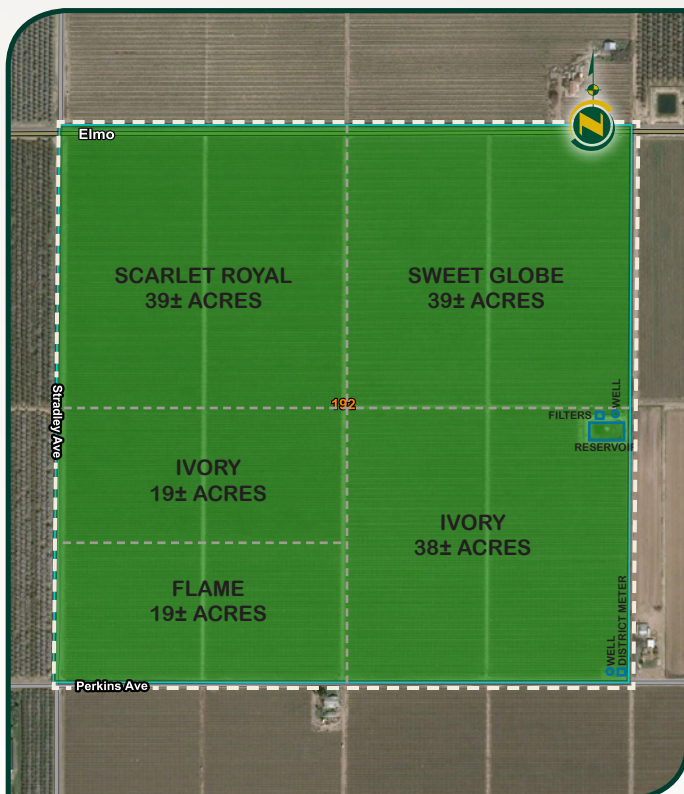 Elmo
N
SCARLET ROYAL
39± ACRES
SWEET GLOBE
39± ACRES
Stradley Ave
192
FILTERS
WELL
RESERVOIR
IVORY
19± ACRES
IVORY
38± ACRES
FLAME
19± ACRES
WELL
DISTRICT METER
Perkins Ave